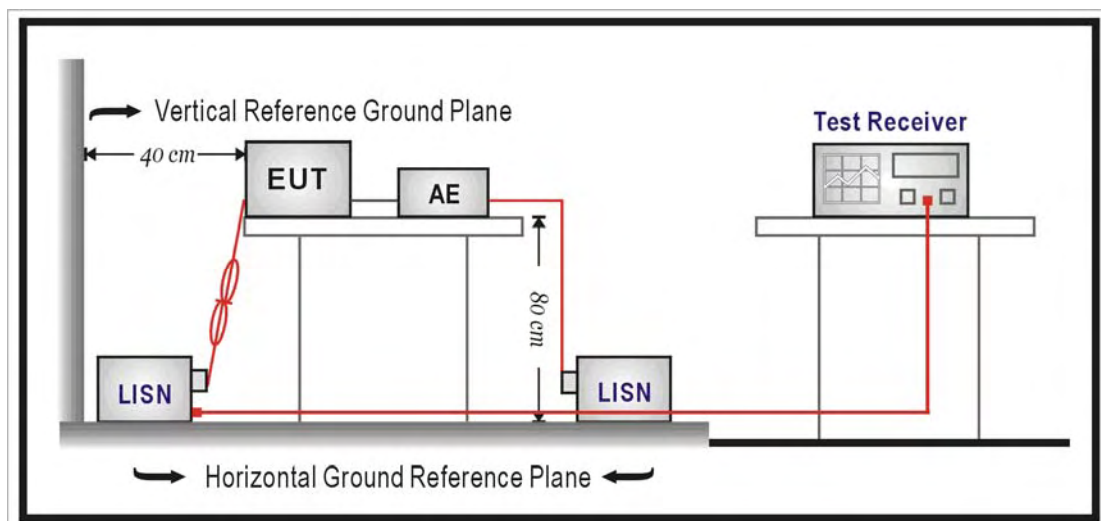 Vertical Reference Ground Plane
Test Receiver
40 cm
EUT
AE
80 cm
LISN
LISN
Horizontal Ground Reference Plane